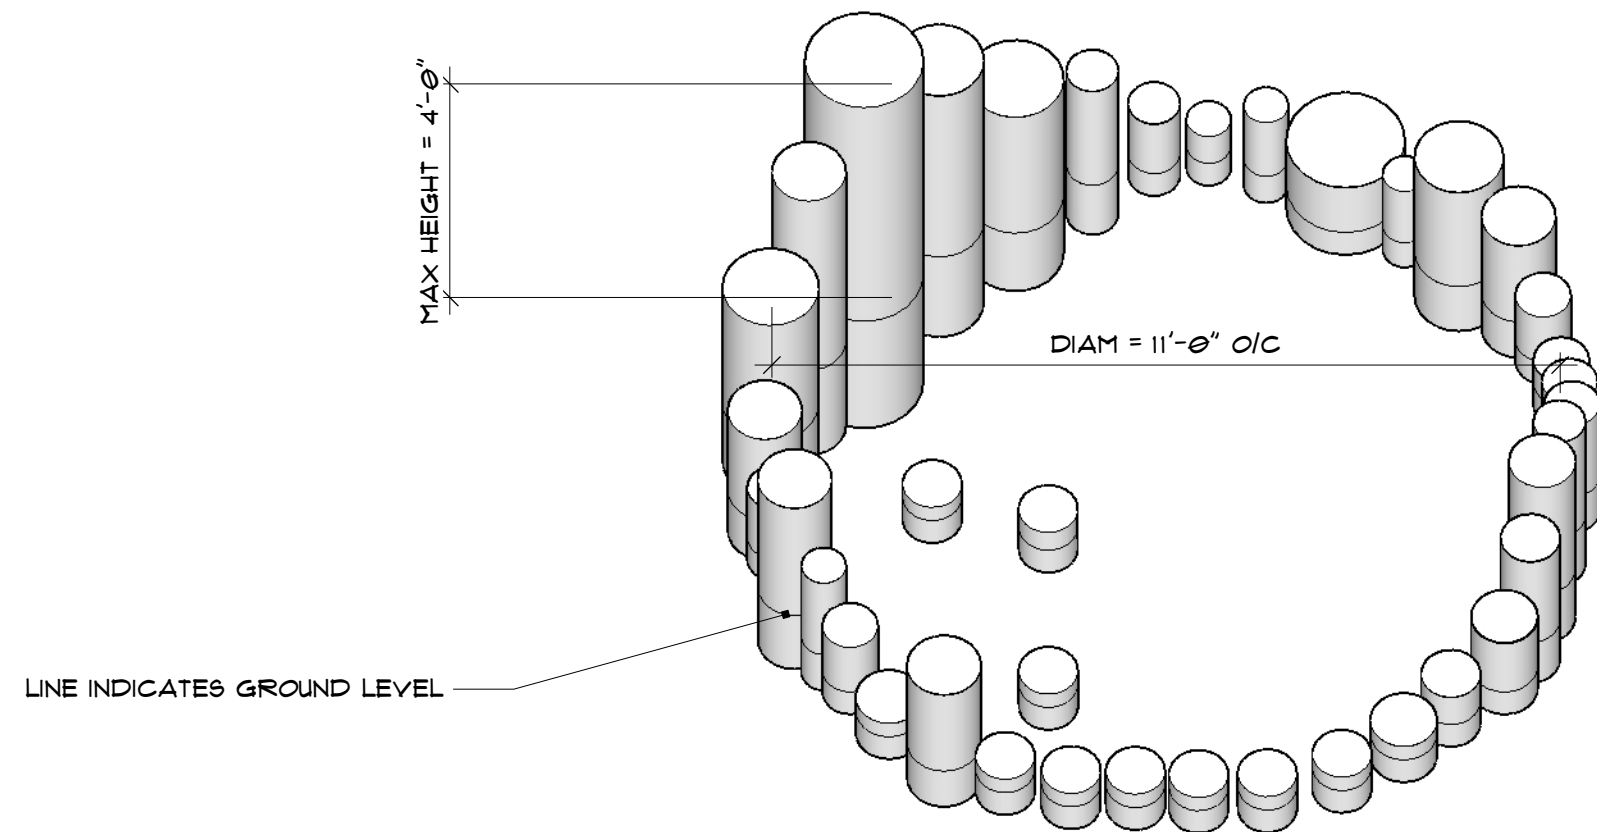 MAX HEIGHT = 4'-0"
DIAM = 11'-0" O/C
LINE INDICATES GROUND LEVEL